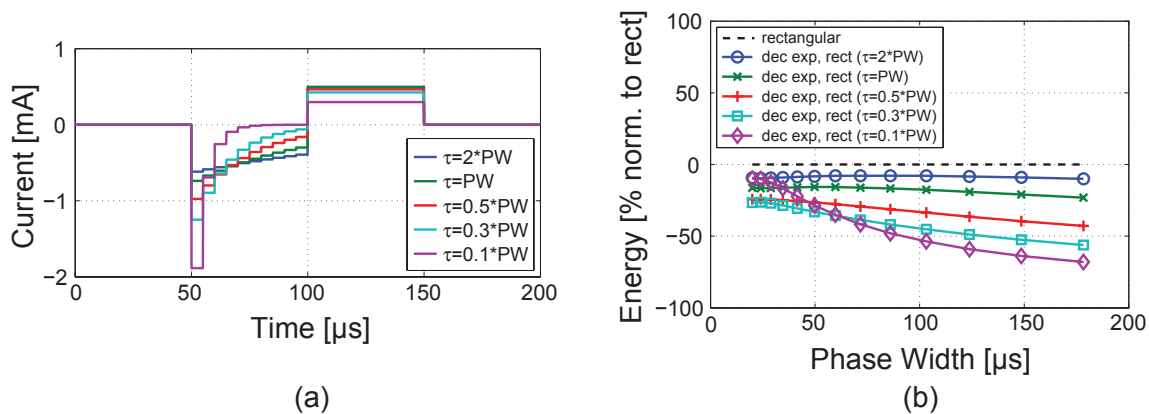 1
0
−1
−2
0
50
100
150
200
Current [mA]
Time [µs]
τ=2*PW
τ=PW
τ=0.5*PW
τ=0.3*PW
τ=0.1*PW
(a)
100
50
0
−50
−100
0
50
100
150
200
Energy [% norm. to rect]
Phase Width [µs]
rectangular
dec exp, rect (τ=2*PW)
dec exp, rect (τ=PW)
dec exp, rect (τ=0.5*PW)
dec exp, rect (τ=0.3*PW)
dec exp, rect (τ=0.1*PW)
(b)